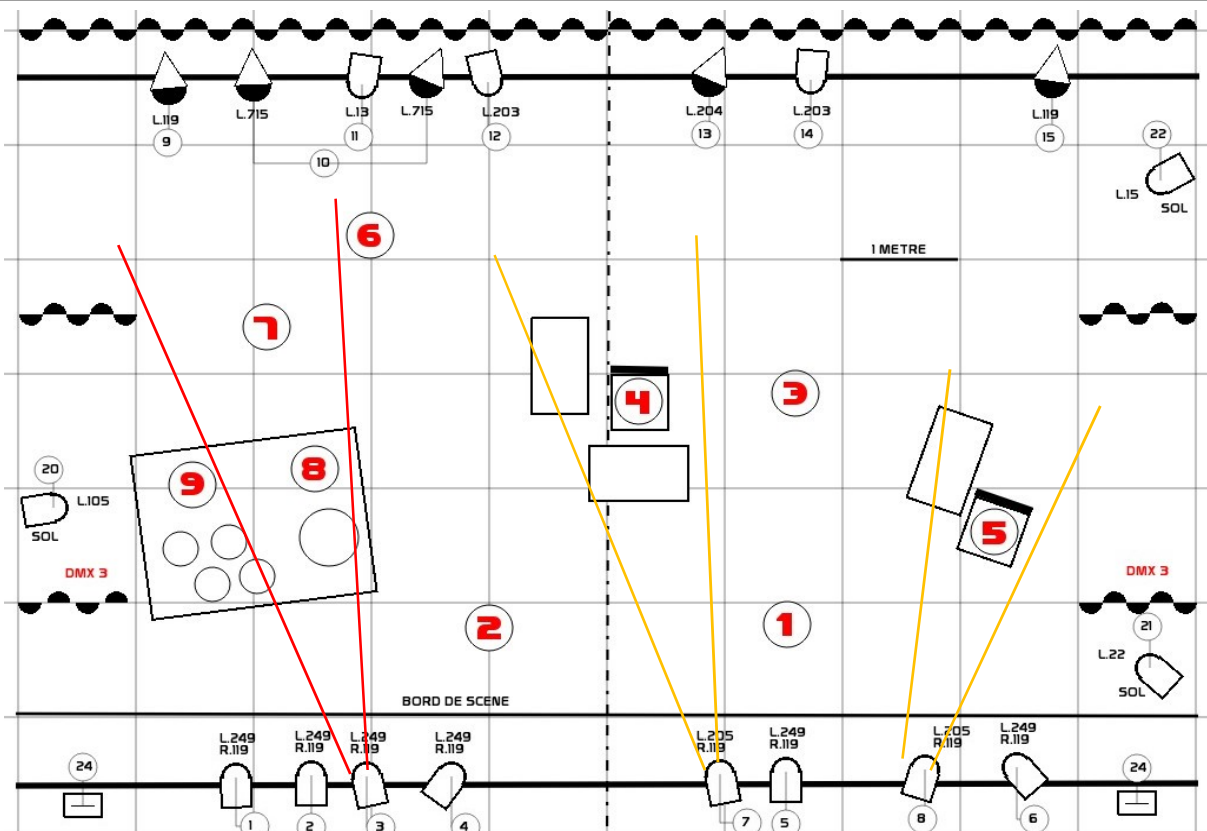 L.119
L.715
L.13
L.715
L.203
L.204
L.203
L.119
9
11
12
13
14
15
10
22
L.15
SOL
6
1 METRE
7
4
3
20
9
8
L.105
SOL
5
DMX 3
DMX 3
2
1
21
L.22
SOL
BORD DE SCENE
L.249
R.119
L.249
R.119
L.249
R.119
L.249
R.119
L.205
R.119
L.249
R.119
L.205
R.119
L.249
R.119
24
24
1
2
3
4
7
5
8
6